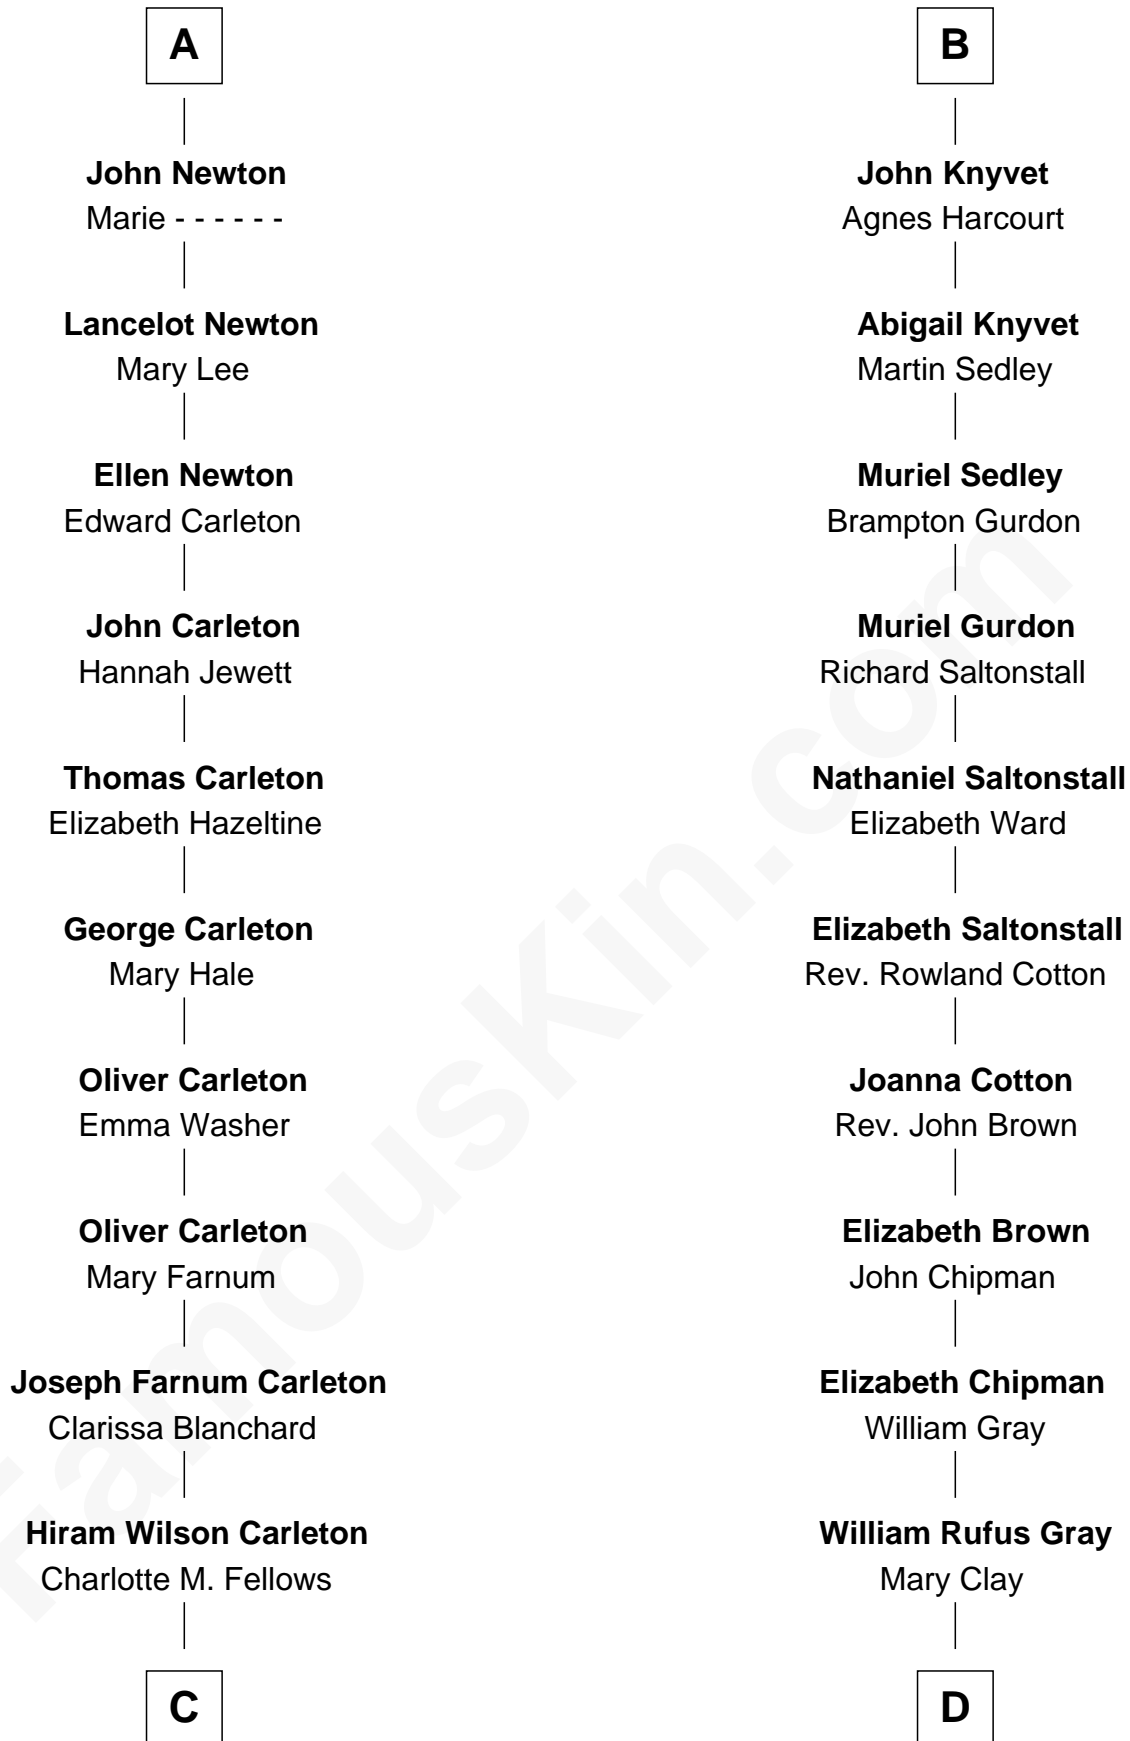 A
John Newton
Marie - - - - - -
Lancelot Newton
Mary Lee
Ellen Newton
Edward Carleton
John Carleton
Hannah Jewett
Thomas Carleton
Elizabeth Hazeltine
George Carleton
Mary Hale
Oliver Carleton
Emma Washer
Oliver Carleton
Mary Farnum
Joseph Farnum Carleton
Clarissa Blanchard
Hiram Wilson Carleton
Charlotte M. Fellows
C
B
John Knyvet
Agnes Harcourt
Abigail Knyvet
Martin Sedley
Muriel Sedley
Brampton Gurdon
Muriel Gurdon
Richard Saltonstall
Nathaniel Saltonstall
Elizabeth Ward
Elizabeth Saltonstall
Rev. Rowland Cotton
Joanna Cotton
Rev. John Brown
Elizabeth Brown
John Chipman
Elizabeth Chipman
William Gray
William Rufus Gray
Mary Clay
D
FamousKin.com